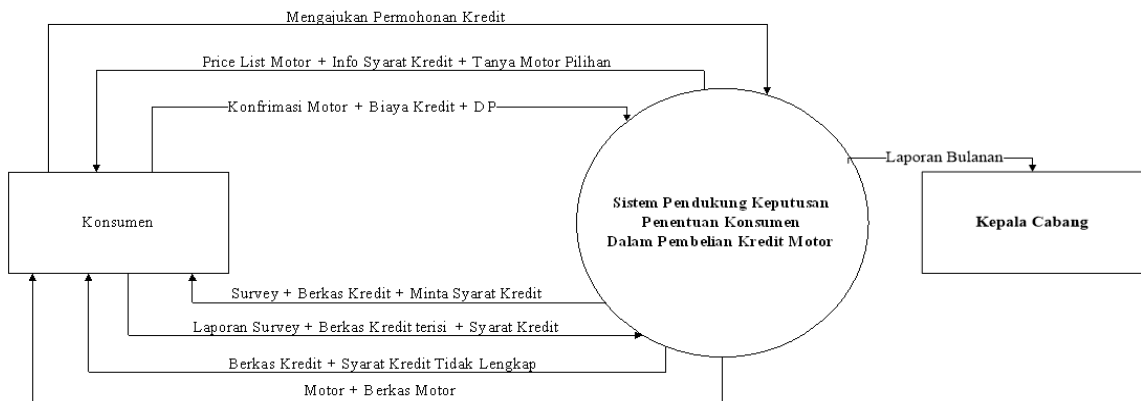 Mengajukan Permohonan Kredit
Price List Motor + Info Syarat Kredit + Tanya Motor Pilihan
Konfrimasi Motor + Biaya Kredit + DP
Laporan Bulanan
Konsumen
Sistem Pendukung Keputusan
Penentuan Konsumen
Dalam Pembelian Kredit Motor
Kepala Cabang
Survey + Berkas Kredit + Minta Syarat Kredit
Laporan Survey + Berkas Kredit terisi + Syarat Kredit
Berkas Kredit + Syarat Kredit Tidak Lengkap
Motor + Berkas Motor